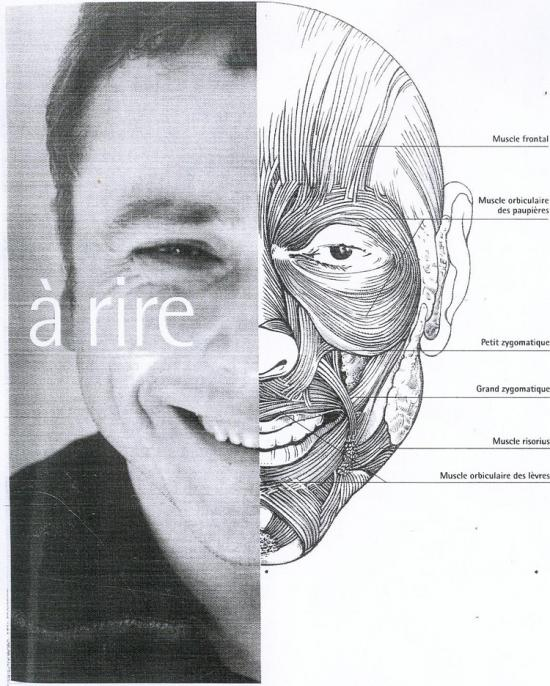 à rire
Muscle frontal
Muscle orbiculaire
des paupières
Petit zygomatique
Grand zygomatique
Muscle risorius
Muscle orbiculaire des lèvres